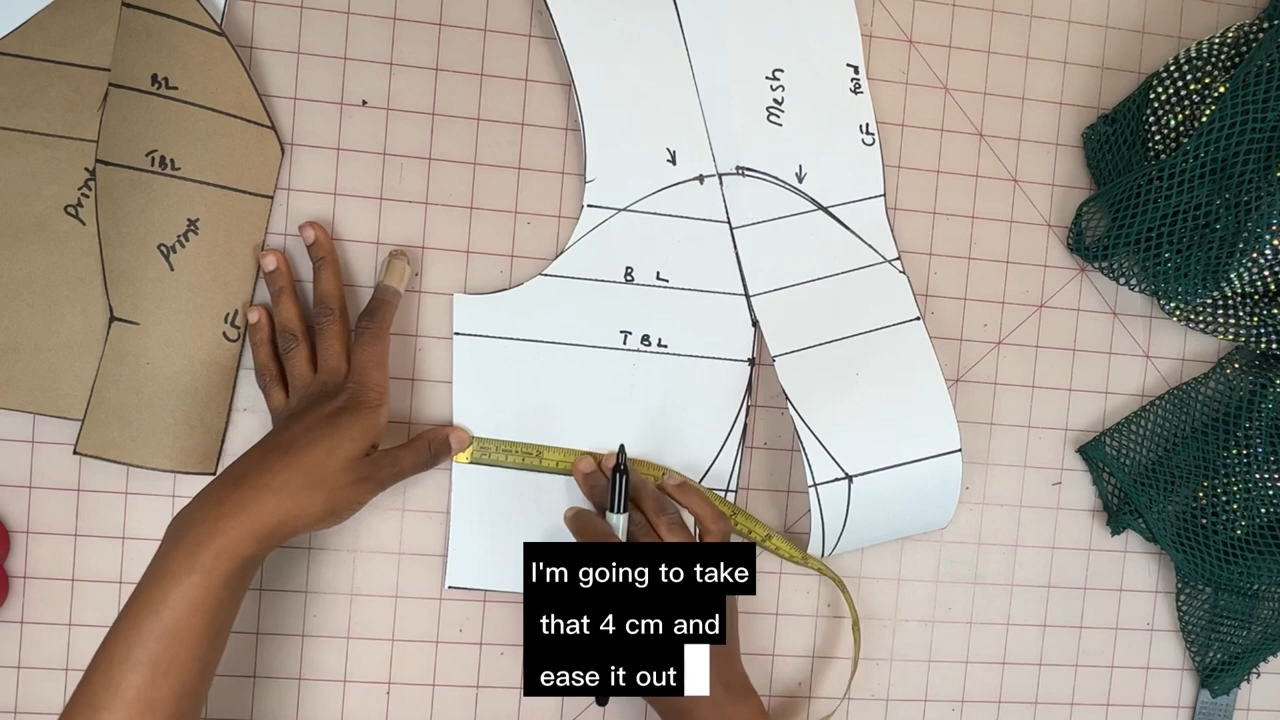 BL
TBL
Print
Print
CF
Mesh
CF fold
B L
T B L
I'm going to take
that 4 cm and
ease it out